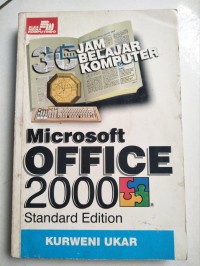 36 JAM
BELAJAR
KOMPUTER
Microsoft
OFFICE
2000
Standard Edition
KURWENI UKAR